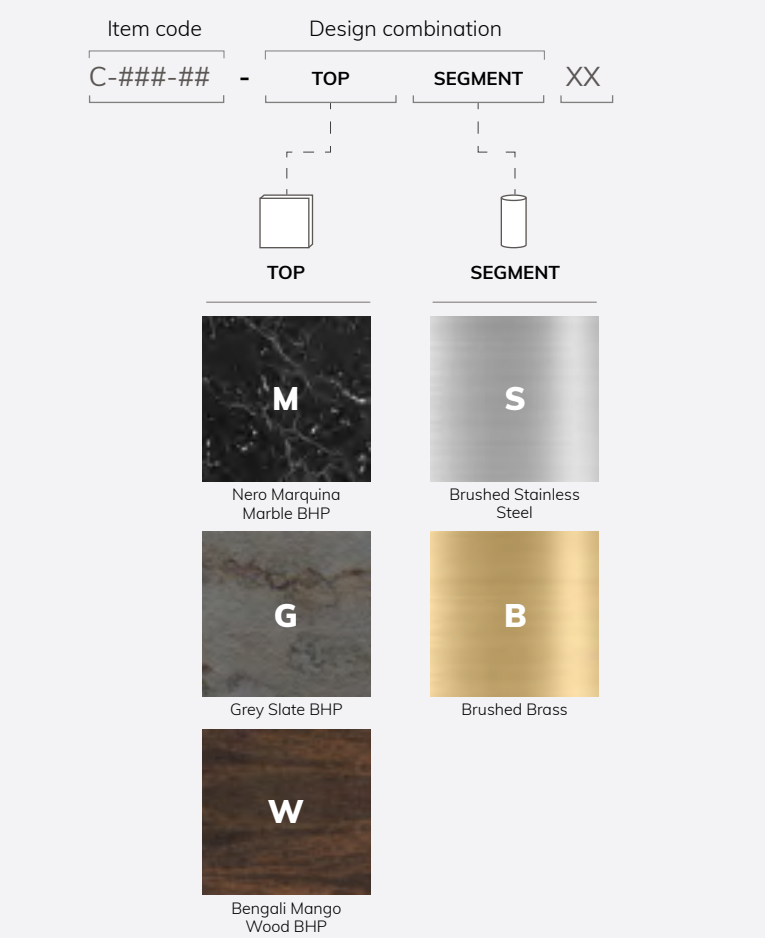 Item code
Design combination
C-###-## - TOP SEGMENT XX
TOP
SEGMENT
M
S
Nero Marquina
Marble BHP
Brushed Stainless
Steel
G
B
Grey Slate BHP
Brushed Brass
W
Bengali Mango
Wood BHP